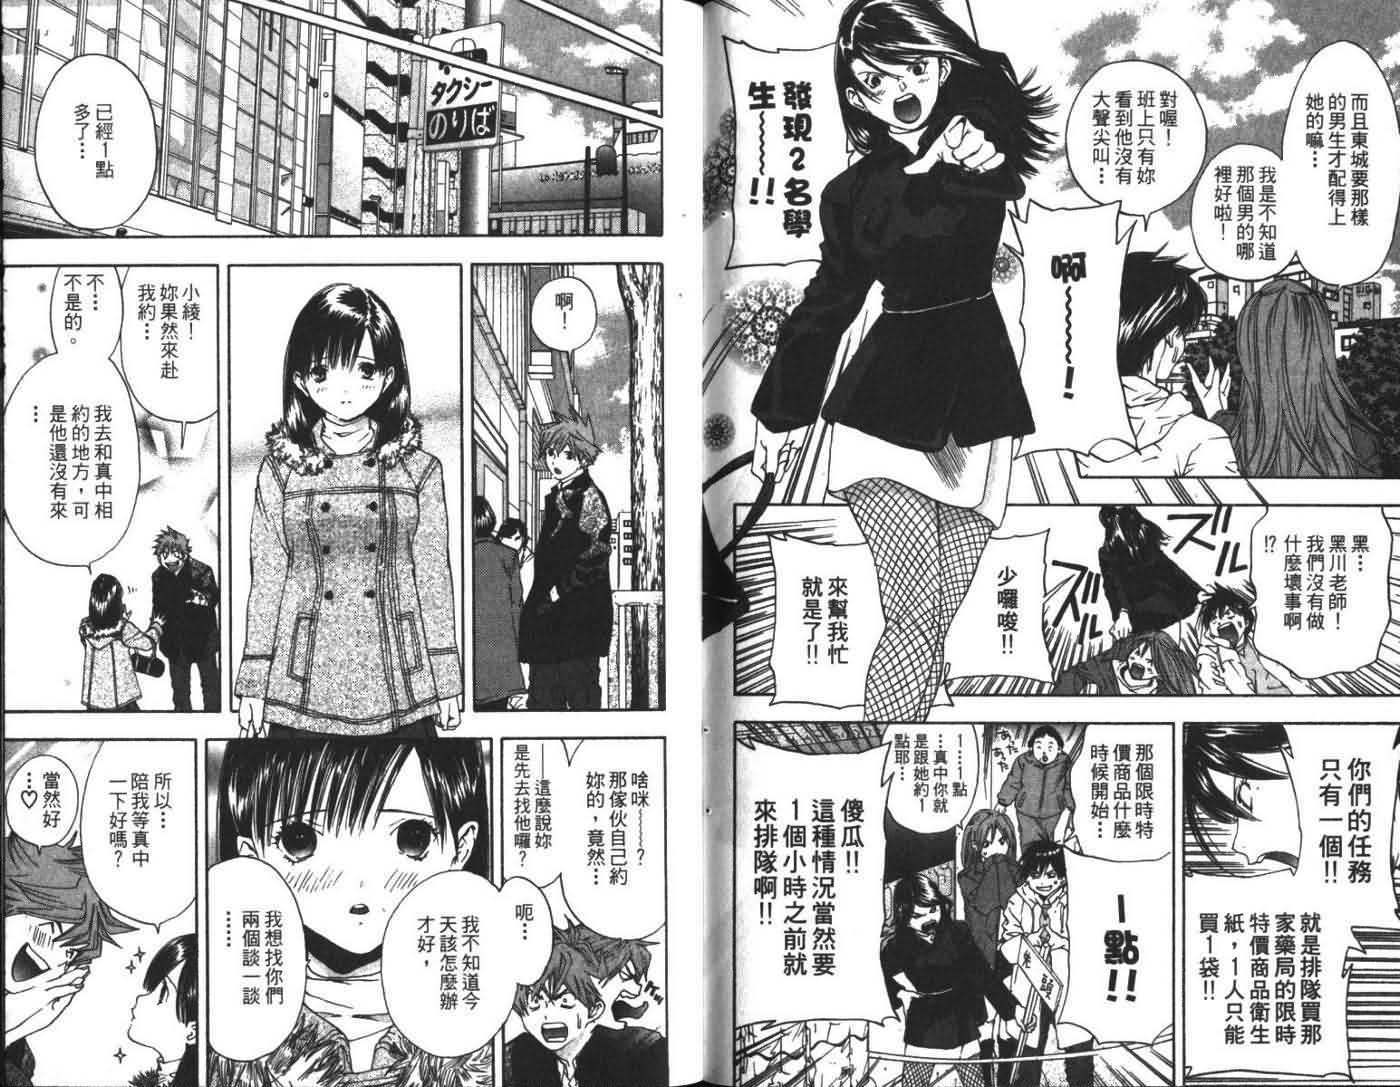 而且東城要那樣
的男生才配得上
她的嘛…
我是不知道
那個男的哪
裡好啦！
對喔！
班上只有妳
看到他沒有
大聲尖叫…
啊～～～～！
發現2名學
生～～～!!
黑…
黑川老師！
我們沒有做
什麼壞事啊
!?
ズル
ズル
少囉唆!!
來幫我忙
就是了!!
你們的任務
只有一個!!
就是排隊買那
家藥局的限時
特價商品衛生
紙，1人只能
買1袋!!
那個限時特
價商品什麼
時候開始…
1點!!
あたあた
1…1點
…真中你就
是跟她約1
點耶…
傻瓜!!
這種情況當然要
1個小時之前就
來排隊啊!!
タクシー
のりば
已經1點
多了…
啊！
小綾！
妳果然來赴
我約…
不…
不是的。
我去和真中相
約的地方，可
是他還沒有來
…
啥咪——？
那傢伙自己約
妳的，竟然…
——這麼說妳
是先去找他囉？
呃…
我不知道今
天該怎麼辦
才好，
我想找你們
兩個談一談
……
所以…
陪我等真中
一下好嗎？
當然好
…♡